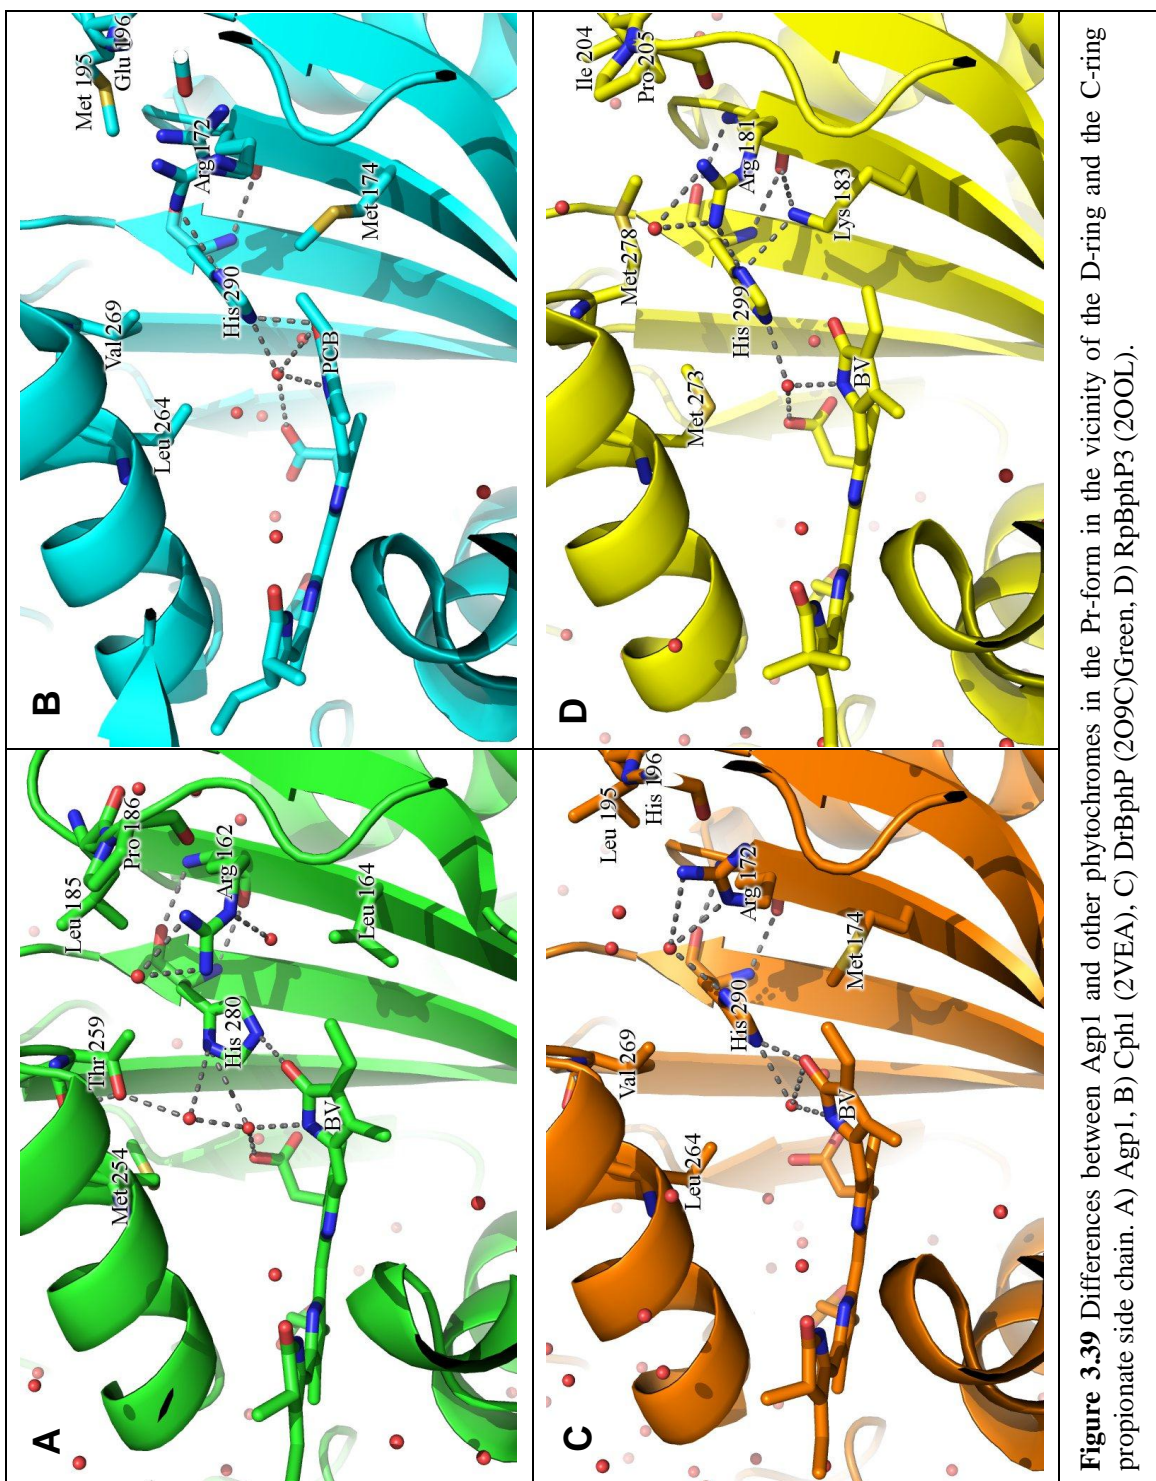 A
Leu 185
Pro 186
Thr 259
Arg 162
Met 254
His 280
Leu 164
BV
B
Met 195
Glu 196
Val 269
Arg 172
Leu 264
His 290
Met 174
PCB
C
Leu 195
His 196
Val 269
Arg 172
Leu 264
His 290
Met 174
BV
D
Ile 204
Pro 205
Met 278
Arg 181
Met 273
His 299
Lys 183
BV
Figure 3.39 Differences between Agp1 and other phytochromes in the Pr-form in the vicinity of the D-ring and the C-ring
propionate side chain. A) Agp1, B) Cph1 (2VEA), C) DrBphP (2O9C)Green, D) RpBphP3 (2OOL).